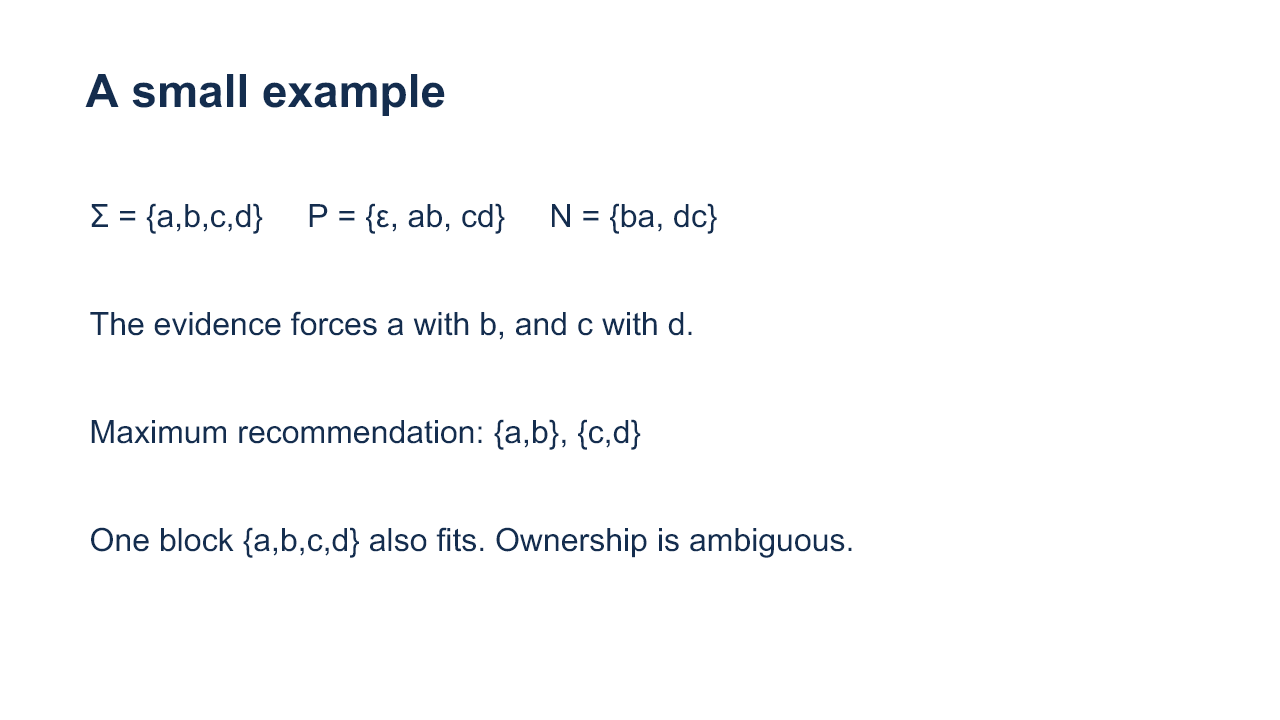 A small example
Σ = {a,b,c,d}     P = {ε, ab, cd}     N = {ba, dc}
The evidence forces a with b, and c with d.
Maximum recommendation: {a,b}, {c,d}
One block {a,b,c,d} also fits. Ownership is ambiguous.